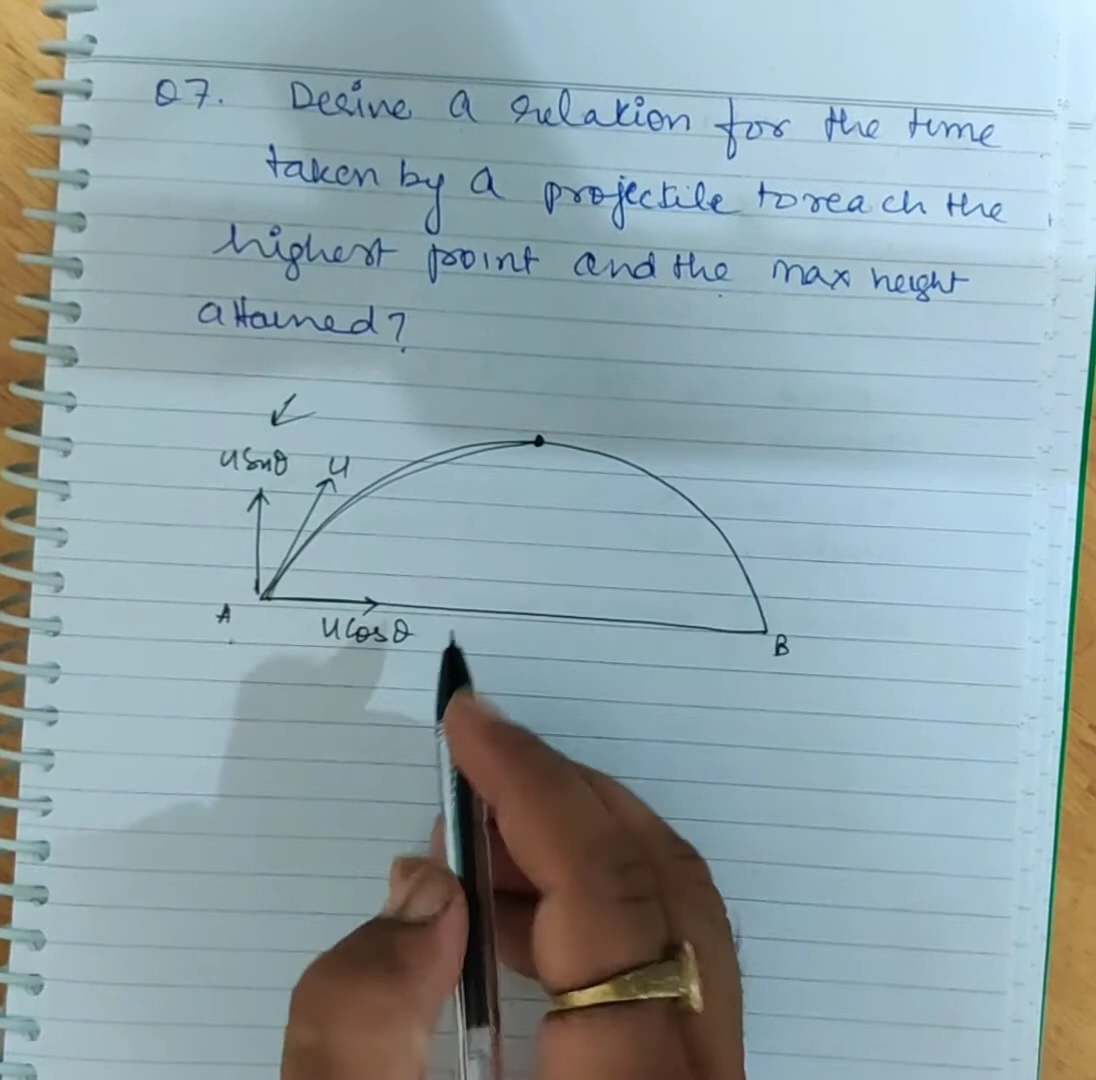 Q7. Derive a relation for the time
taken by a projectile to reach the
highest point and the max height
attained?
usinθ
u
A
ucosθ
B